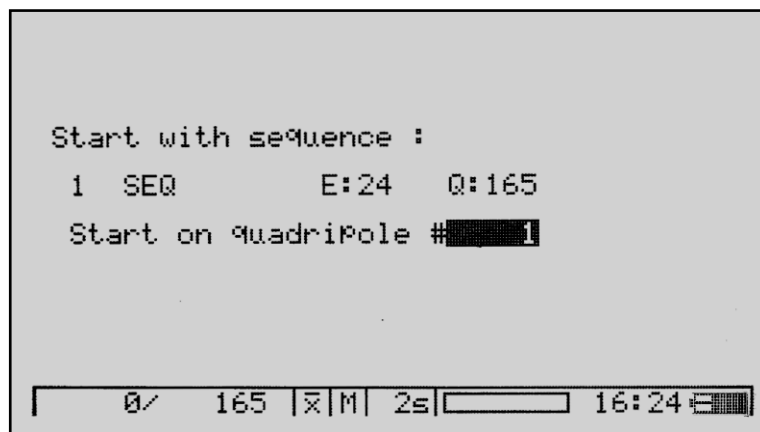 Start with sequence :
1 SEQ E:24 Q:165
Start on quadripole # 1
0/ 165 |x̅|M| 2s 16:24